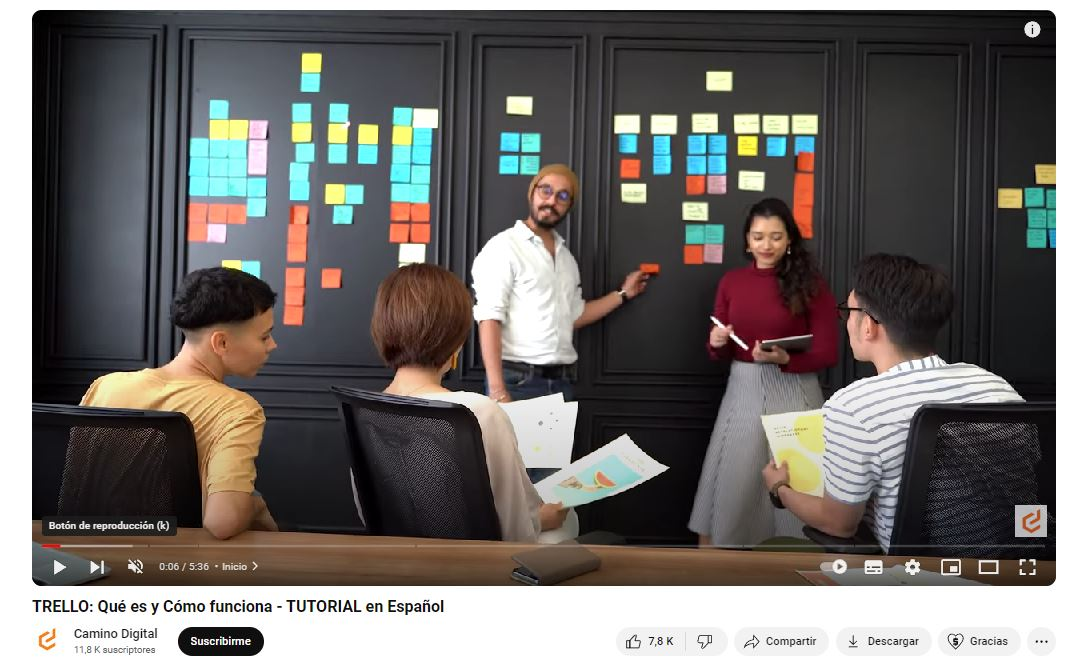 Botón de reproducción (k)
0:06 / 5:36 • Inicio
TRELLO: Qué es y Cómo funciona - TUTORIAL en Español
Camino Digital
11,8 K suscriptores
Suscribirme
7,8 K
Compartir
Descargar
Gracias